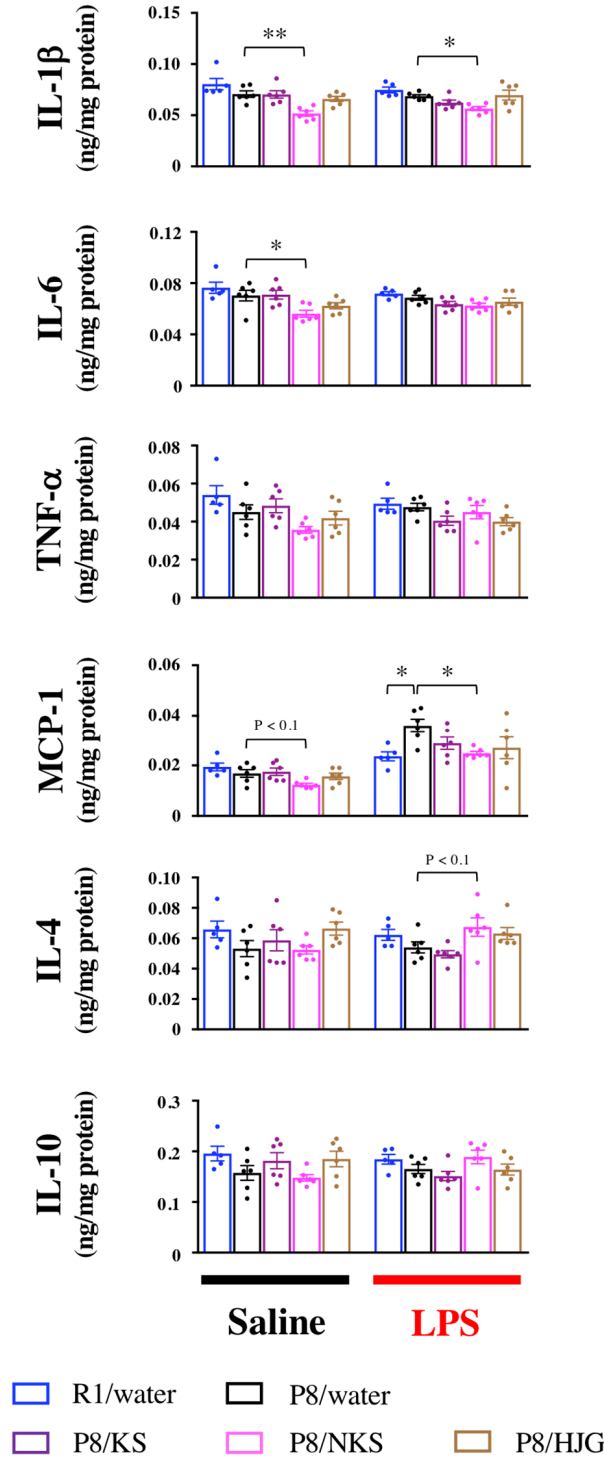 IL-1β
(ng/mg protein)
0.15
0.10
0.05
0
**
*
IL-6
(ng/mg protein)
0.12
0.08
0.04
0
*
TNF-α
(ng/mg protein)
0.08
0.06
0.04
0.02
0
MCP-1
(ng/mg protein)
0.06
0.04
0.02
0
P < 0.1
*
*
IL-4
(ng/mg protein)
0.10
0.08
0.06
0.04
0.02
0
P < 0.1
IL-10
(ng/mg protein)
0.3
0.2
0.1
0
Saline
LPS
R1/water
P8/water
P8/KS
P8/NKS
P8/HJG